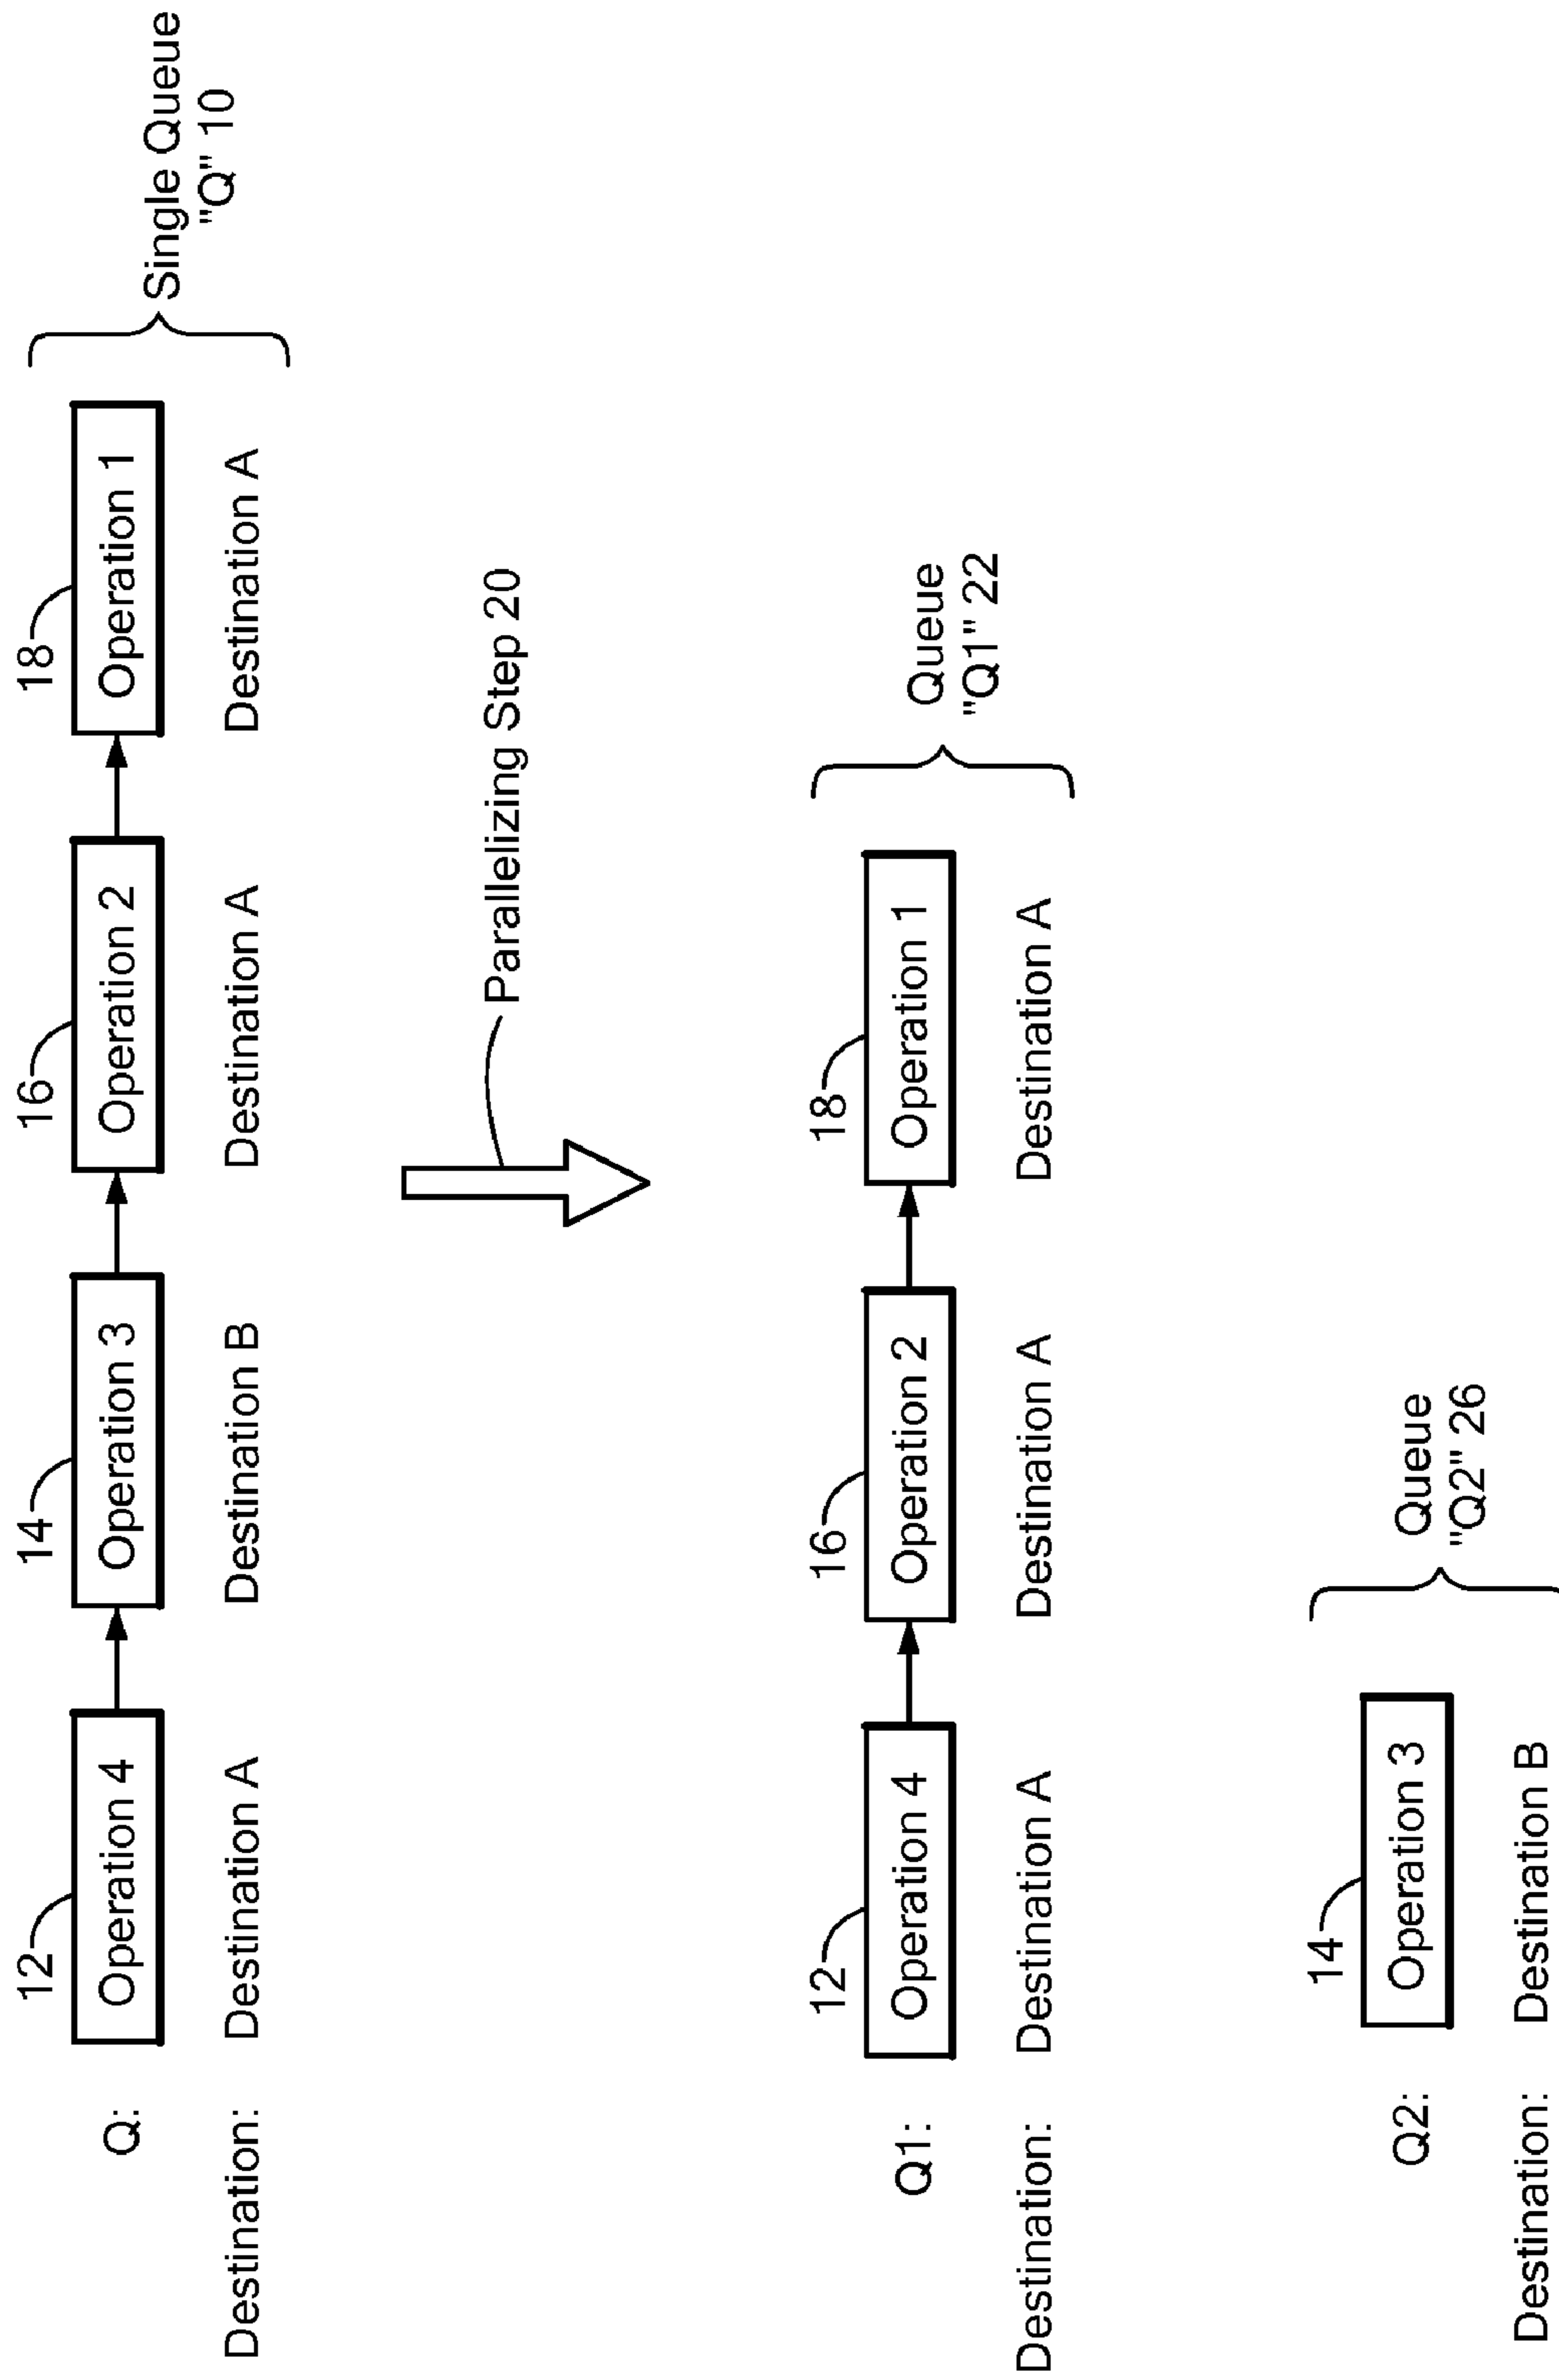 12
14
16
18
Q:
Operation 4
Operation 3
Operation 2
Operation 1
Single Queue
"Q" 10
Destination:
Destination A
Destination B
Destination A
Destination A
Parallelizing Step 20
12
16
18
Q1:
Operation 4
Operation 2
Operation 1
Queue
"Q1" 22
Destination:
Destination A
Destination A
Destination A
14
Q2:
Operation 3
Queue
"Q2" 26
Destination:
Destination B